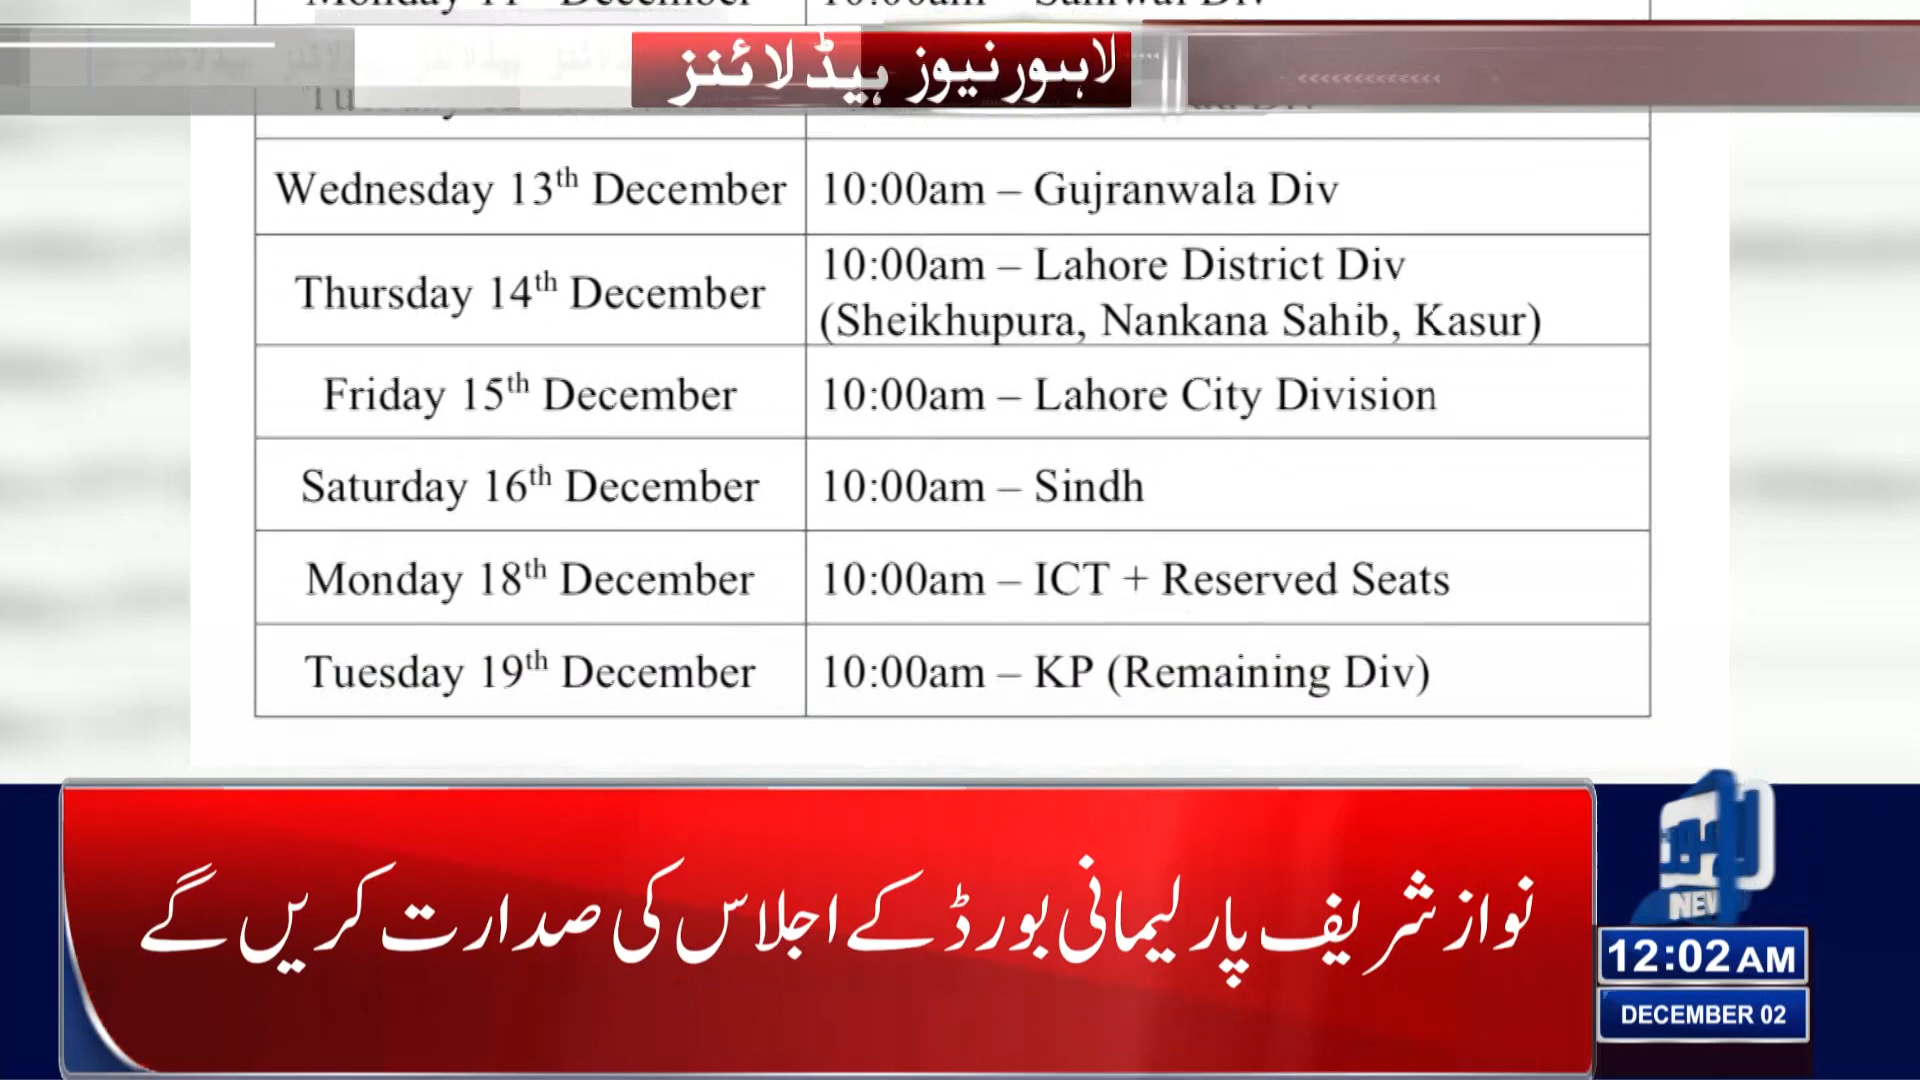 لاہور نیوز ہیڈلائنز
Wednesday 13th December
10:00am – Gujranwala Div
Thursday 14th December
10:00am – Lahore District Div
(Sheikhupura, Nankana Sahib, Kasur)
Friday 15th December
10:00am – Lahore City Division
Saturday 16th December
10:00am – Sindh
Monday 18th December
10:00am – ICT + Reserved Seats
Tuesday 19th December
10:00am – KP (Remaining Div)
نواز شریف پارلیمانی بورڈ کے اجلاس کی صدارت کریں گے
12:02 AM
DECEMBER 02